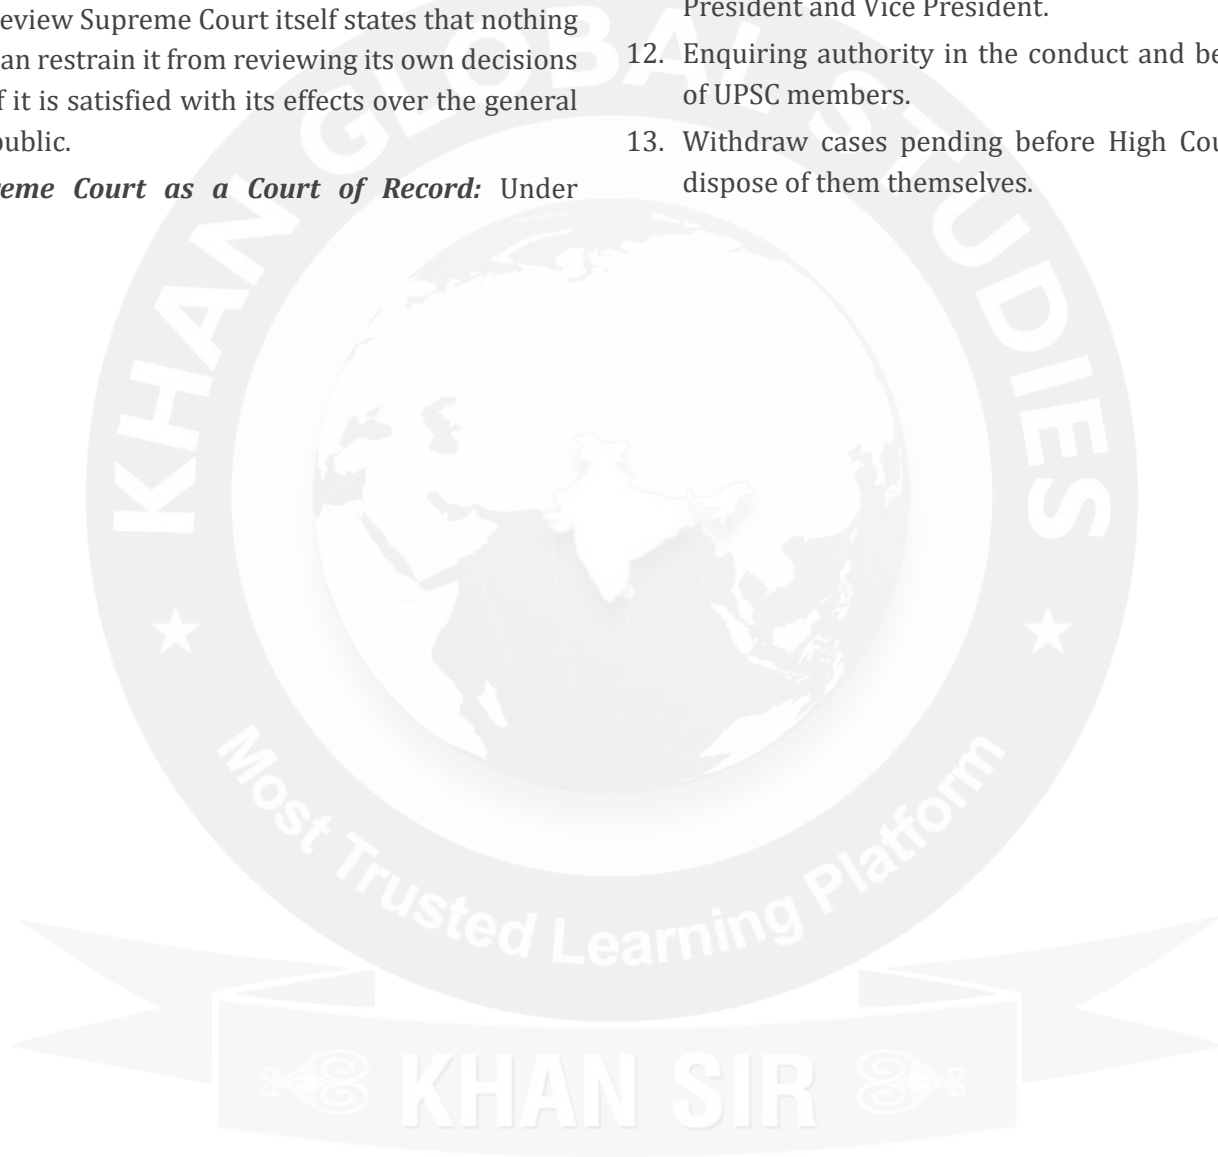 eview Supreme Court itself states that nothing
an restrain it from reviewing its own decisions
f it is satisfied with its effects over the general
public.
reme Court as a Court of Record: Under
President and Vice President.
12. Enquiring authority in the conduct and be
of UPSC members.
13. Withdraw cases pending before High Cou
dispose of them themselves.
KHAN GLOBAL STUDIES
Most Trusted Learning Platform
KHAN SIR